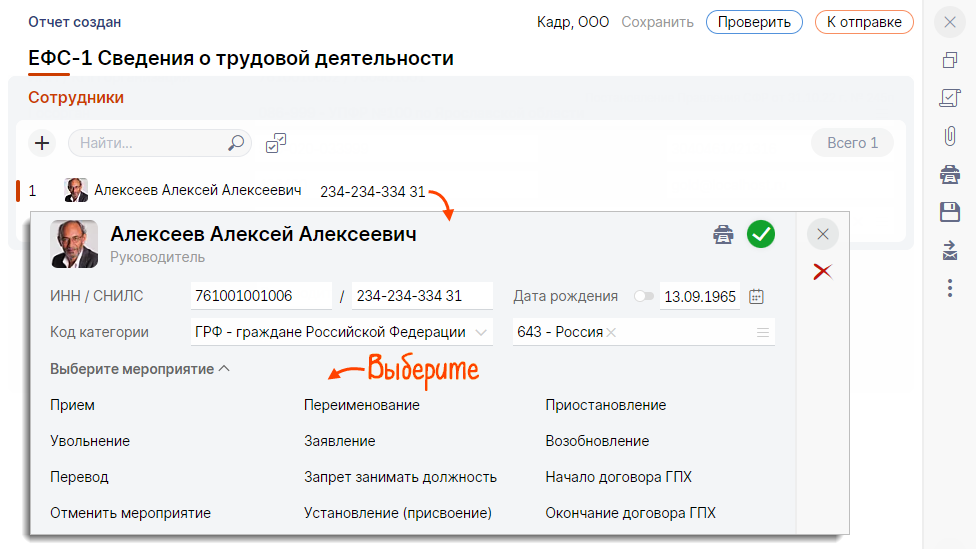 Отчет создан
Кадр, ООО Сохранить Проверить К отправке
ЕФС-1 Сведения о трудовой деятельности
Сотрудники
Найти... Всего 1
1 Алексеев Алексей Алексеевич 234-234-334 31
Алексеев Алексей Алексеевич
Руководитель
ИНН / СНИЛС 761001001006 / 234-234-334 31 Дата рождения 13.09.1965
Код категории ГРФ - граждане Российской Федерации 643 - Россия
Выберите мероприятие Выберите
Прием Переименование Приостановление
Увольнение Заявление Возобновление
Перевод Запрет занимать должность Начало договора ГПХ
Отменить мероприятие Установление (присвоение) Окончание договора ГПХ